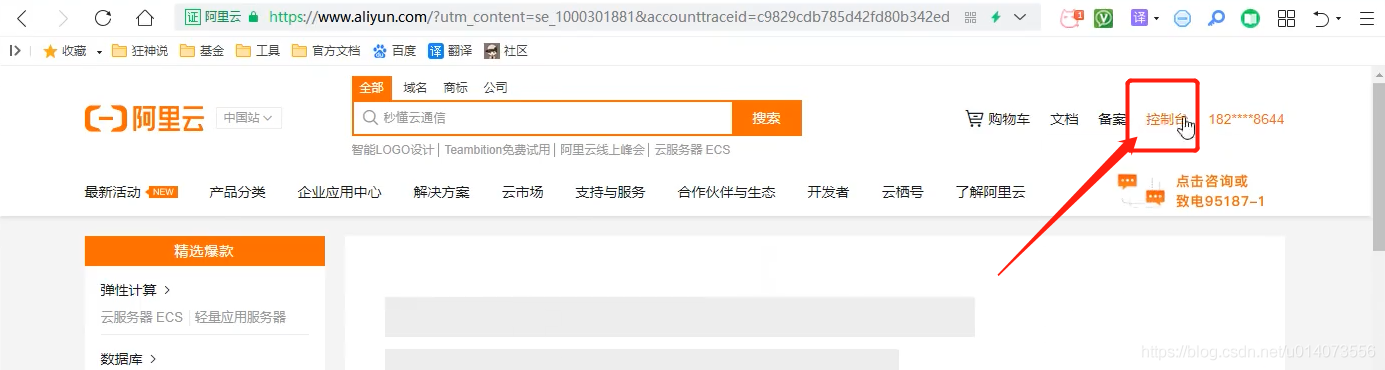 证 阿里云 https://www.aliyun.com/?utm_content=se_1000301881&accounttraceid=c9829cdb785d42fd80b342ed
收藏 狂神说 基金 工具 官方文档 百度 译 翻译 社区
全部 域名 商标 公司
阿里云 中国站 秒懂云通信 搜索 购物车 文档 备案 控制台 182****8644
智能LOGO设计 Teambition免费试用 阿里云线上峰会 云服务器 ECS
最新活动 NEW 产品分类 企业应用中心 解决方案 云市场 支持与服务 合作伙伴与生态 开发者 云栖号 了解阿里云
点击咨询或
致电95187-1
精选爆款
弹性计算
云服务器 ECS 轻量应用服务器
数据库
https://blog.csdn.net/u014073556